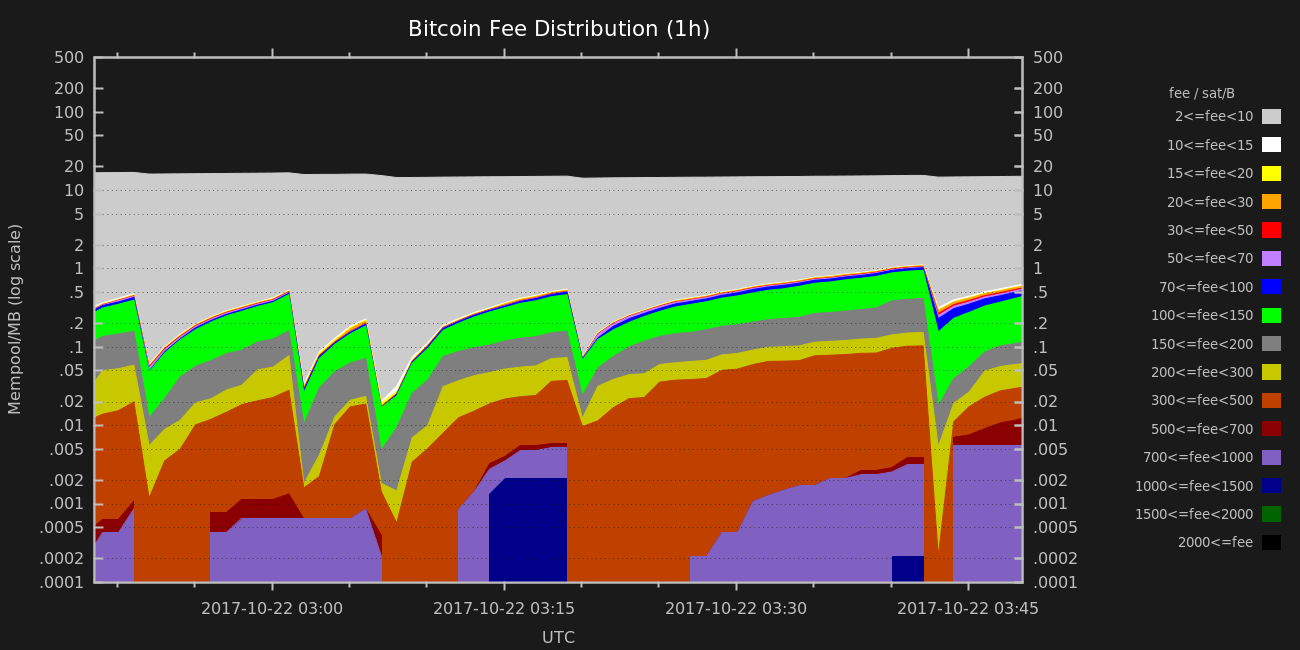 Bitcoin Fee Distribution (1h)
Mempool/MB (log scale)
500
200
100
50
20
10
5
2
1
.5
.2
.1
.05
.02
.01
.005
.002
.001
.0005
.0002
.0001
500
200
100
50
20
10
5
2
1
.5
.2
.1
.05
.02
.01
.005
.002
.001
.0005
.0002
.0001
2017-10-22 03:00
2017-10-22 03:15
2017-10-22 03:30
2017-10-22 03:45
UTC
fee / sat/B
2<=fee<10
10<=fee<15
15<=fee<20
20<=fee<30
30<=fee<50
50<=fee<70
70<=fee<100
100<=fee<150
150<=fee<200
200<=fee<300
300<=fee<500
500<=fee<700
700<=fee<1000
1000<=fee<1500
1500<=fee<2000
2000<=fee